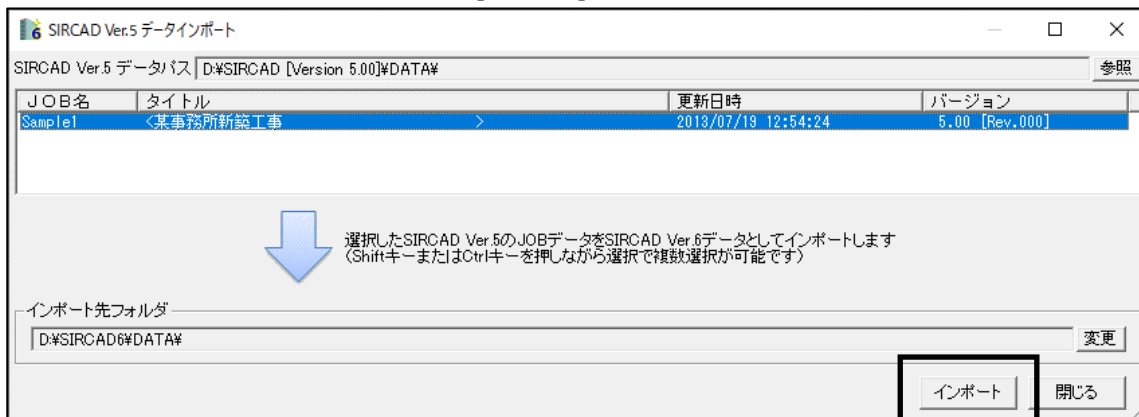 SIRCAD Ver.5 データインポート
SIRCAD Ver.5 データパス D:¥SIRCAD [Version 5.00]¥DATA¥ 参照
JOB名 タイトル 更新日時 バージョン
Sample1 <某事務所新築工事 > 2013/07/19 12:54:24 5.00 [Rev.000]
選択したSIRCAD Ver.5のJOBデータをSIRCAD Ver.6データとしてインポートします
(ShiftキーまたはCtrlキーを押しながら選択で複数選択が可能です)
インポート先フォルダ
D:¥SIRCAD6¥DATA¥ 変更
インポート 閉じる